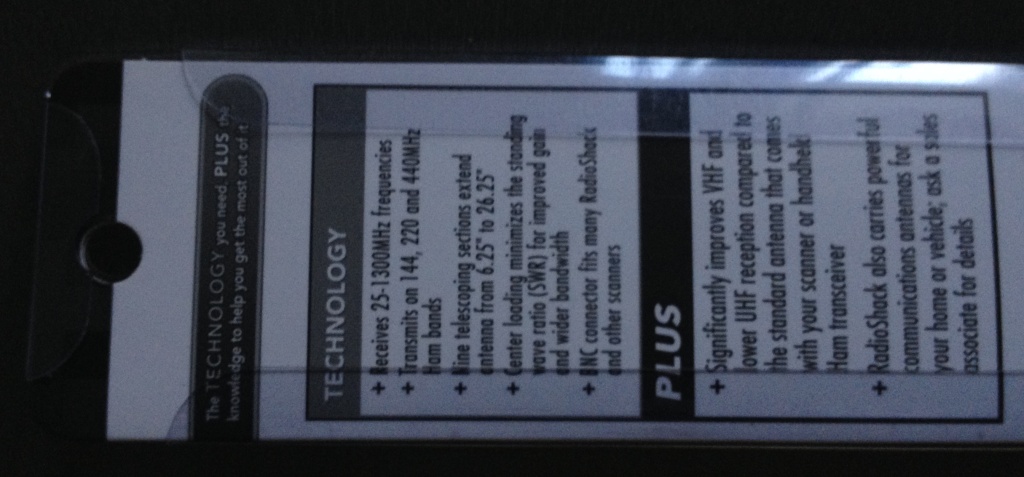 The TECHNOLOGY you need. PLUS the
knowledge to help you get the most out of it
TECHNOLOGY
+ Receives 25-1300MHz frequencies
+ Transmits on 144, 220 and 440MHz
Ham bands
+ Nine telescoping sections extend
antenna from 6.25" to 26.25"
+ Center loading minimizes the standing
wave ratio (SWR) for improved gain
and wider bandwidth
+ BNC connector fits many RadioShack
and other scanners
PLUS
+ Significantly improves VHF and
lower UHF reception compared to
the standard antenna that comes
with your scanner or handheld
Ham transceiver
+ RadioShack also carries powerful
communications antennas for
your home or vehicle; ask a sales
associate for details